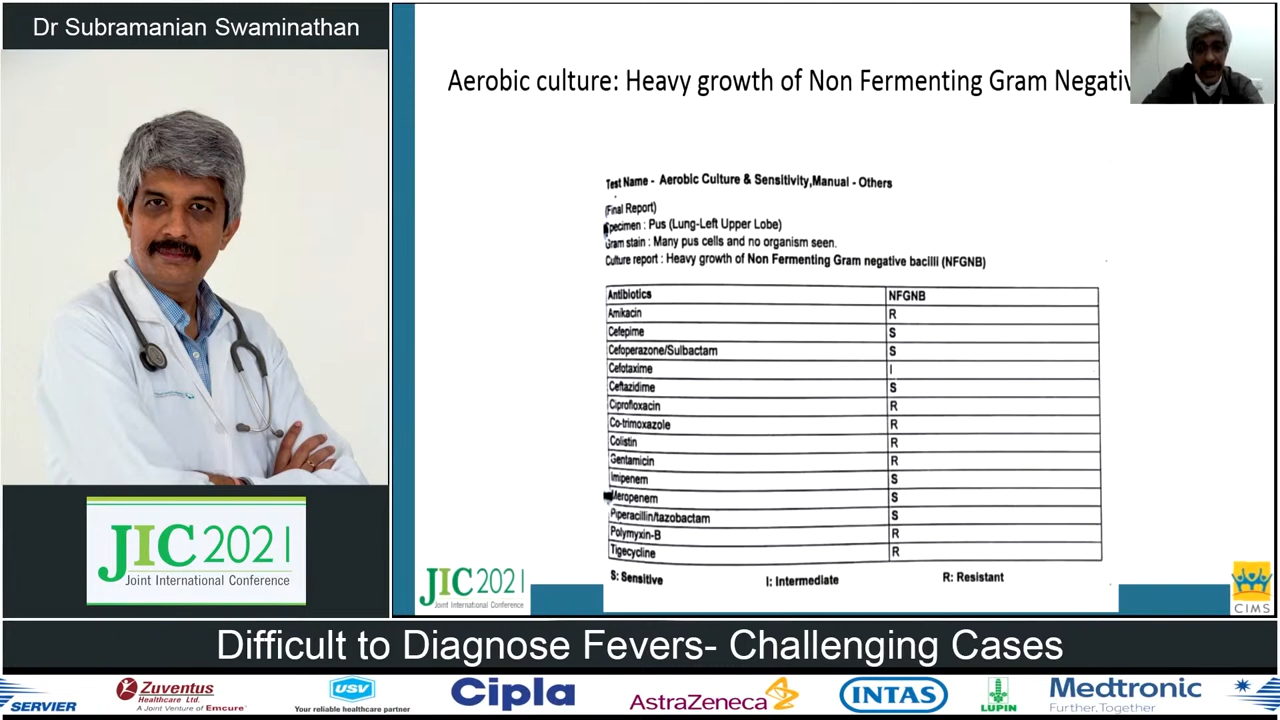 Dr Subramanian Swaminathan
JIC 2021
Joint International Conference
Aerobic culture: Heavy growth of Non Fermenting Gram Negativ
Test Name - Aerobic Culture & Sensitivity,Manual - Others
(Final Report)
Specimen : Pus (Lung-Left Upper Lobe)
Gram stain : Many pus cells and no organism seen.
Culture report : Heavy growth of Non Fermenting Gram negative bacilli (NFGNB)
Antibiotics NFGNB
Amikacin R
Cefepime S
Cefoperazone/Sulbactam S
Cefotaxime I
Ceftazidime S
Ciprofloxacin R
Co-trimoxazole R
Colistin R
Gentamicin R
Imipenem S
Meropenem S
Piperacillin/tazobactam S
Polymyxin-B R
Tigecycline R
S: Sensitive I: Intermediate R: Resistant
JIC 2021
Joint International Conference
CIMS
Difficult to Diagnose Fevers- Challenging Cases
SERVIER
Zuventus
Healthcare Ltd.
A Joint Venture of Emcure
USV
Your reliable healthcare partner
Cipla
AstraZeneca
INTAS
LUPIN
Medtronic
Further, Together